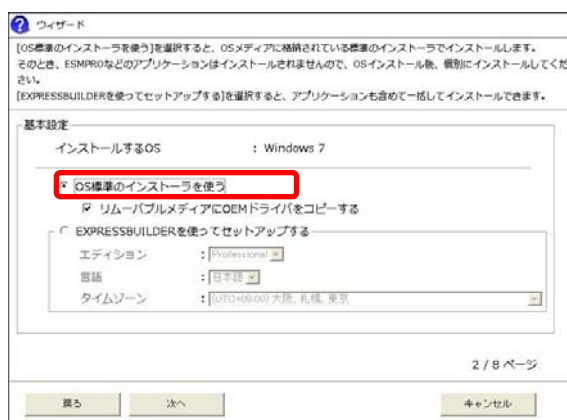 ウィザード
[OS標準のインストーラを使う]を選択すると、OSメディアに格納されている標準のインストーラでインストールします。
そのとき、ESMPROなどのアプリケーションはインストールされませんので、OSインストール後、個別にインストールしてくだ
さい。
[EXPRESSBUILDERを使ってセットアップする]を選択すると、アプリケーションも含めて一括してインストールできます。
基本設定
インストールするOS : Windows 7
OS標準のインストーラを使う
リムーバブルメディアにOEMドライバをコピーする
EXPRESSBUILDERを使ってセットアップする
エディション : Professional
言語 : 日本語
タイムゾーン : (UTC+09:00) 大阪、札幌、東京
2 / 8 ページ
戻る 次へ キャンセル